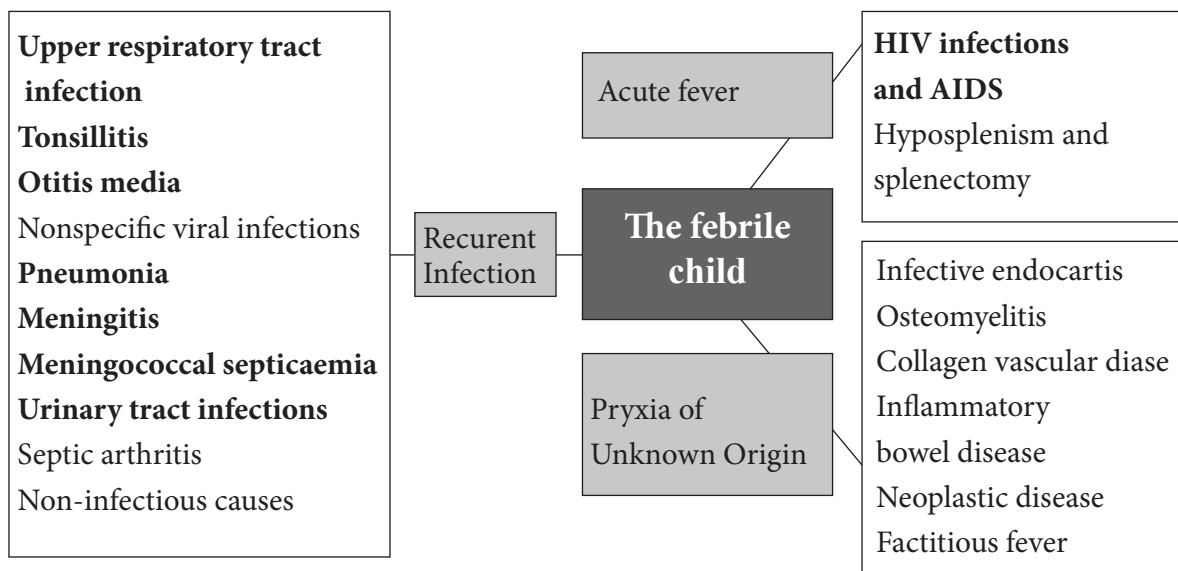 Upper respiratory tract
infection
Tonsillitis
Otitis media
Nonspecific viral infections
Pneumonia
Meningitis
Meningococcal septicaemia
Urinary tract infections
Septic arthritis
Non-infectious causes
Recurent
Infection
Acute fever
The febrile
child
Pryxia of
Unknown Origin
HIV infections
and AIDS
Hyposplenism and
splenectomy
Infective endocartis
Osteomyelitis
Collagen vascular diase
Inflammatory
bowel disease
Neoplastic disease
Factitious fever